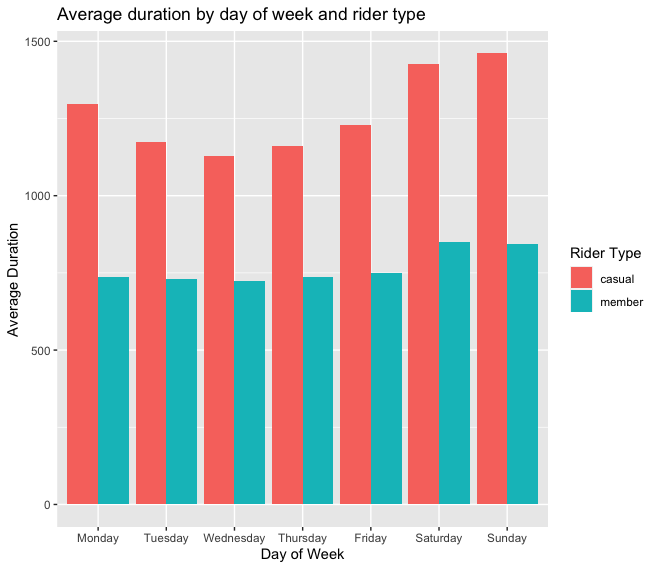 Average duration by day of week and rider type
1500
1000
500
0
Average Duration
Monday Tuesday Wednesday Thursday Friday Saturday Sunday
Day of Week
Rider Type
casual
member